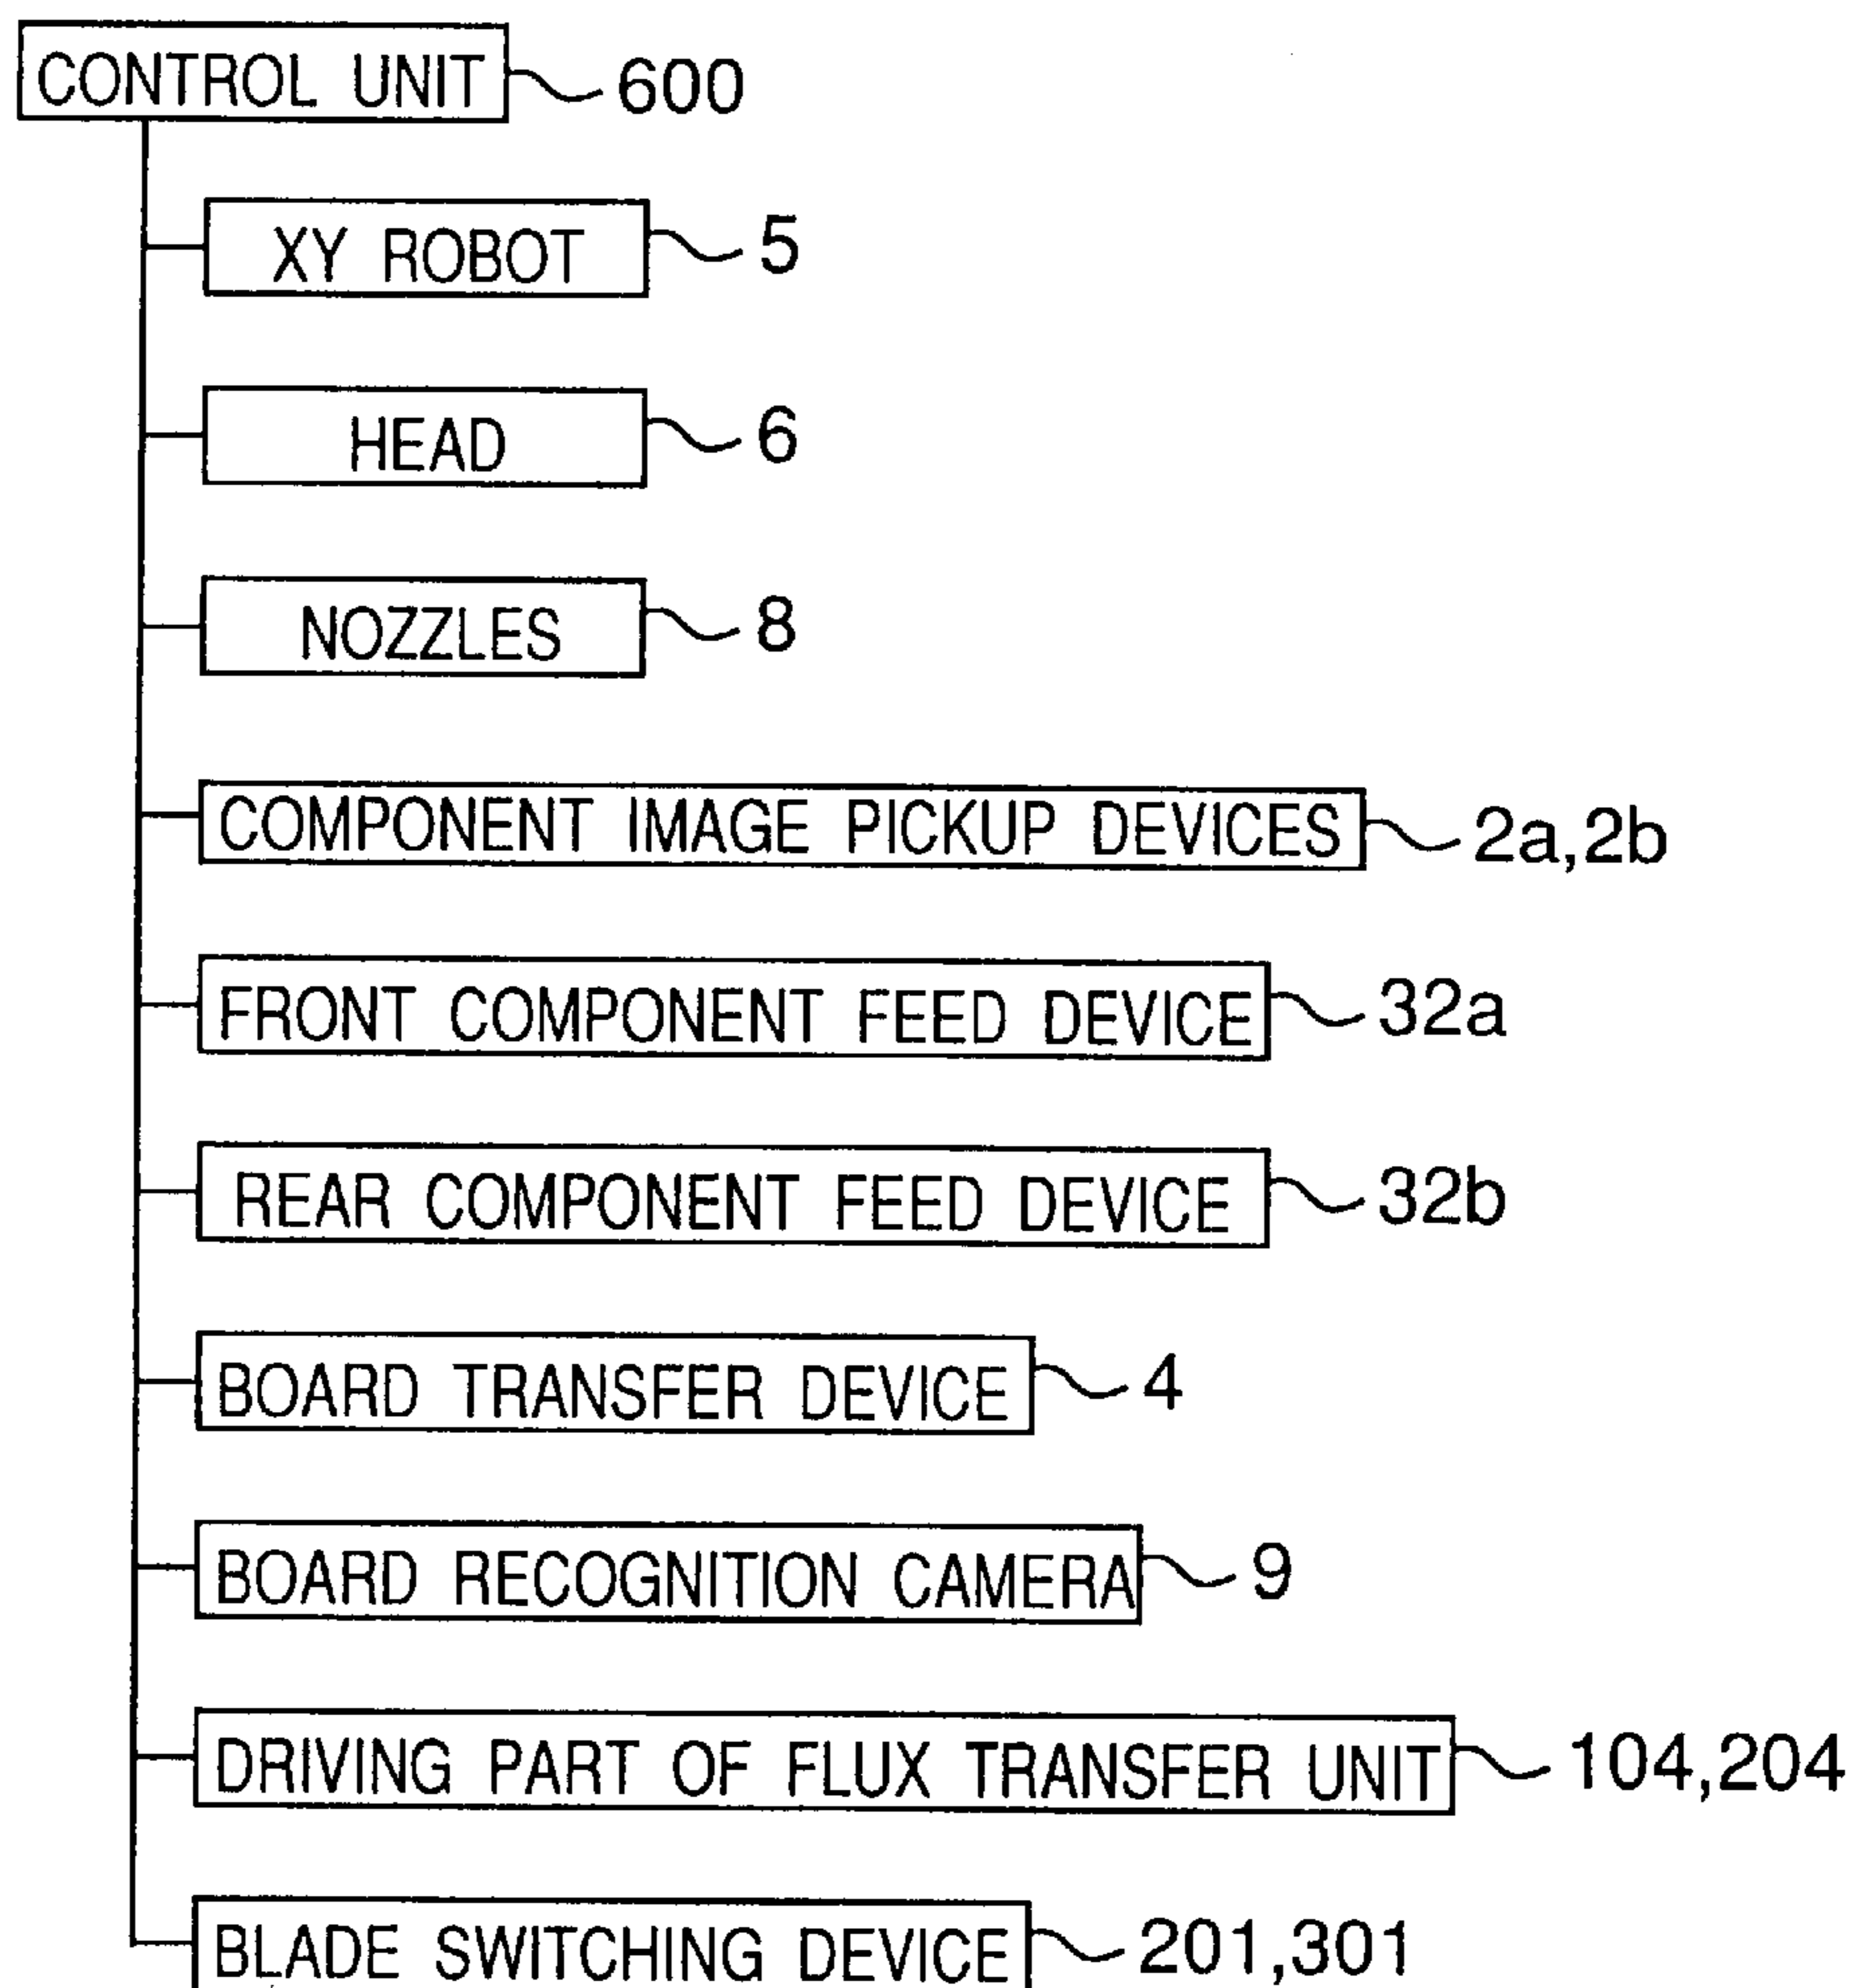 CONTROL UNIT 600
XY ROBOT 5
HEAD 6
NOZZLES 8
COMPONENT IMAGE PICKUP DEVICES 2a,2b
FRONT COMPONENT FEED DEVICE 32a
REAR COMPONENT FEED DEVICE 32b
BOARD TRANSFER DEVICE 4
BOARD RECOGNITION CAMERA 9
DRIVING PART OF FLUX TRANSFER UNIT 104,204
BLADE SWITCHING DEVICE 201,301